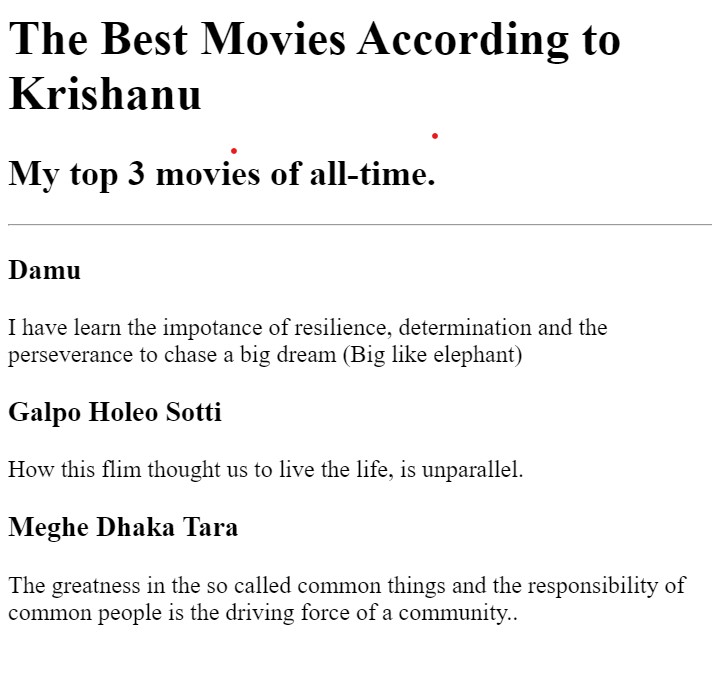 The Best Movies According to
Krishanu
My top 3 movies of all-time.
Damu
I have learn the impotance of resilience, determination and the
perseverance to chase a big dream (Big like elephant)
Galpo Holeo Sotti
How this flim thought us to live the life, is unparallel.
Meghe Dhaka Tara
The greatness in the so called common things and the responsibility of
common people is the driving force of a community..